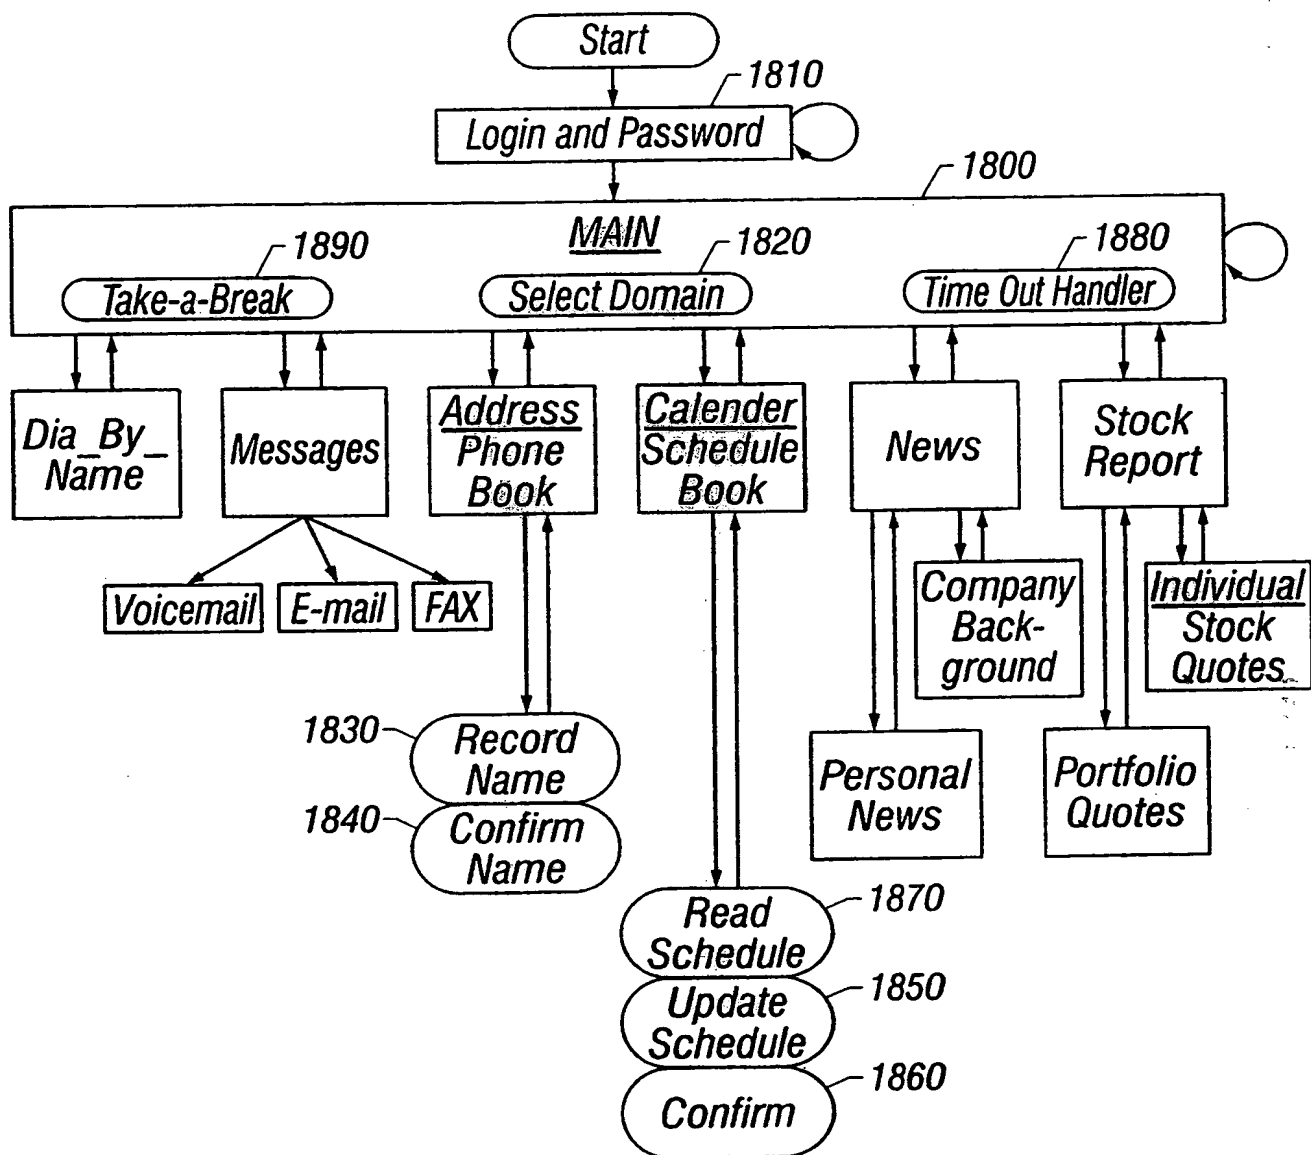 Start
1810
Login and Password
1800
MAIN
1890
1820
1880
Take-a-Break
Select Domain
Time Out Handler
Dia_By_
Name
Messages
Address
Phone
Book
Calender
Schedule
Book
News
Stock
Report
Voicemail
E-mail
FAX
Company
Back-
ground
Individual
Stock
Quotes
1830
Record
Name
1840
Confirm
Name
Personal
News
Portfolio
Quotes
1870
Read
Schedule
1850
Update
Schedule
1860
Confirm